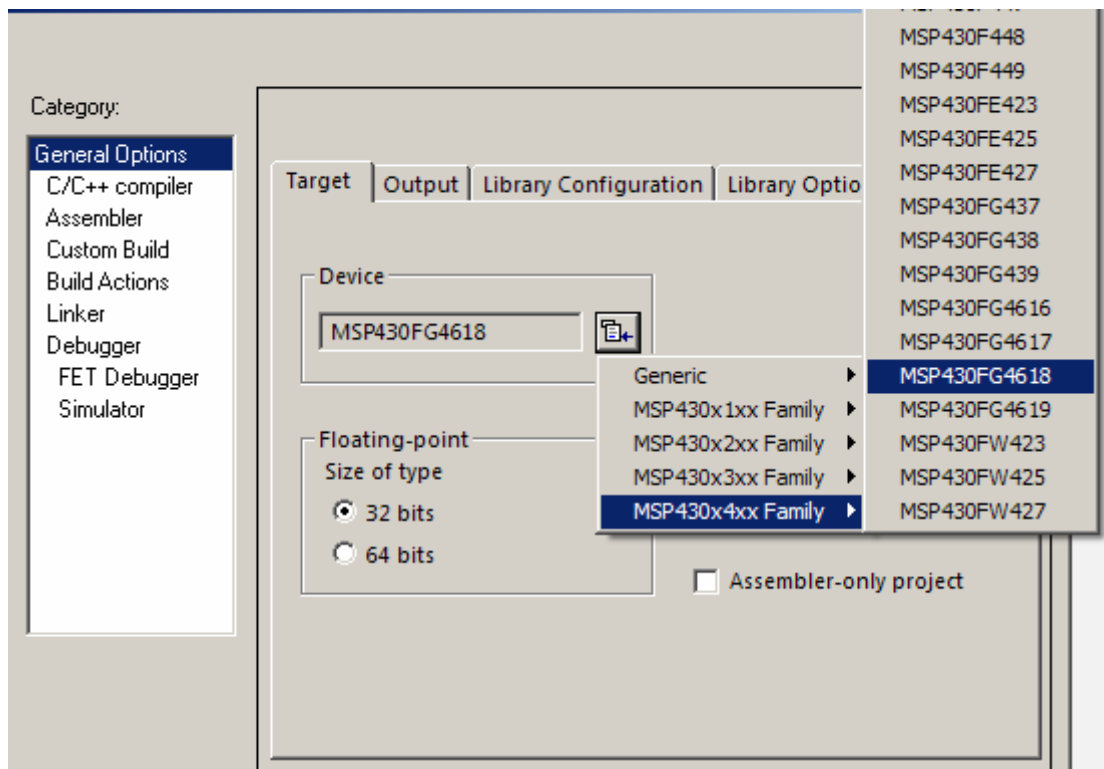 Category:
General Options
C/C++ compiler
Assembler
Custom Build
Build Actions
Linker
Debugger
FET Debugger
Simulator
Target
Output
Library Configuration
Library Optio
Device
MSP430FG4618
Floating-point
Size of type
32 bits
64 bits
Assembler-only project
Generic
MSP430x1xx Family
MSP430x2xx Family
MSP430x3xx Family
MSP430x4xx Family
MSP430F448
MSP430F449
MSP430FE423
MSP430FE425
MSP430FE427
MSP430FG437
MSP430FG438
MSP430FG439
MSP430FG4616
MSP430FG4617
MSP430FG4618
MSP430FG4619
MSP430FW423
MSP430FW425
MSP430FW427